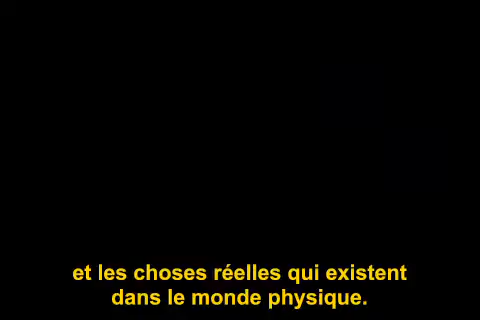 et les choses réelles qui existent
dans le monde physique.